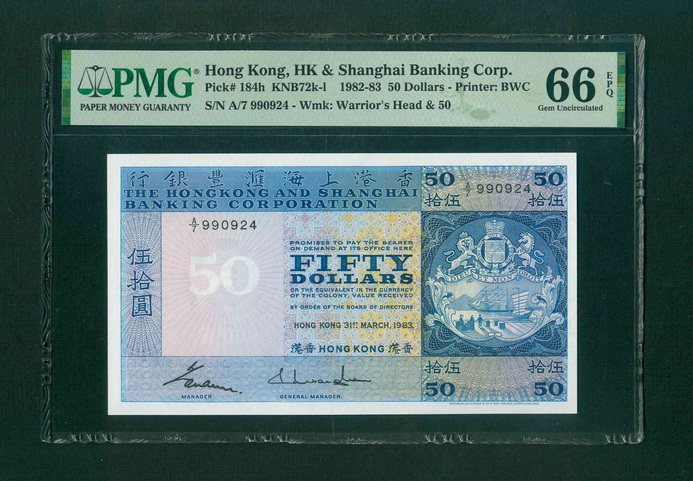 PMG
PAPER MONEY GUARANTY
Hong Kong, HK & Shanghai Banking Corp.
Pick# 184h KNB72k-l 1982-83 50 Dollars - Printer: BWC
S/N A/7 990924 - Wmk: Warrior's Head & 50
66 EPQ
Gem Uncirculated
行銀豐滙海上港香
THE HONGKONG AND SHANGHAI
BANKING CORPORATION
50 50
A/7 990924
拾伍 拾伍
A/7 990924
50
伍拾圓
PROMISES TO PAY THE BEARER
ON DEMAND AT ITS OFFICE HERE
FIFTY
DOLLARS
OR THE EQUIVALENT IN THE CURRENCY
OF THE COLONY, VALUE RECEIVED
BY ORDER OF THE BOARD OF DIRECTORS
HONG KONG 31ST MARCH, 1983.
港香 HONG KONG 港香
DIEU ET MON DROIT
拾伍 拾伍
50 50
MANAGER
GENERAL MANAGER.